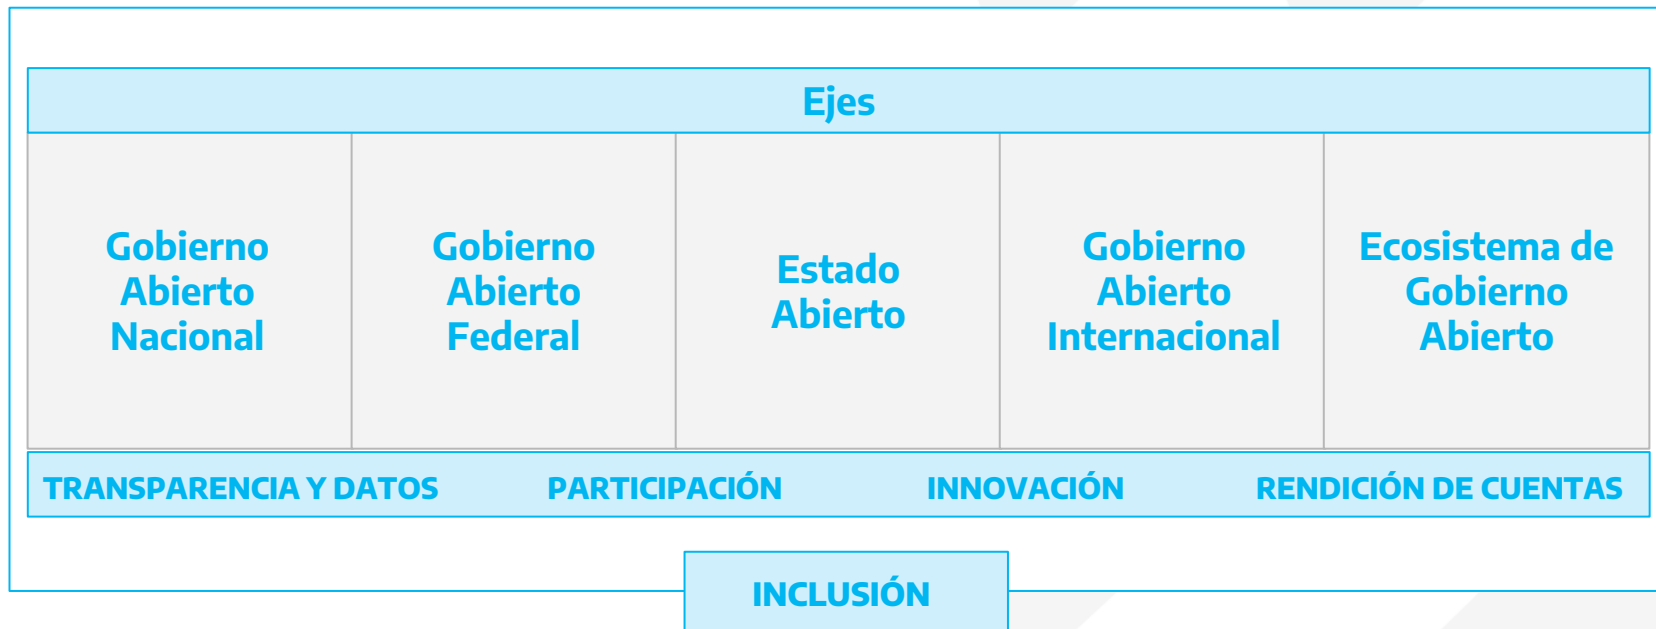 Ejes
Gobierno
Abierto
Nacional
Gobierno
Abierto
Federal
Estado
Abierto
Gobierno
Abierto
Internacional
Ecosistema de
Gobierno
Abierto
TRANSPARENCIA Y DATOS PARTICIPACIÓN INNOVACIÓN RENDICIÓN DE CUENTAS
INCLUSIÓN